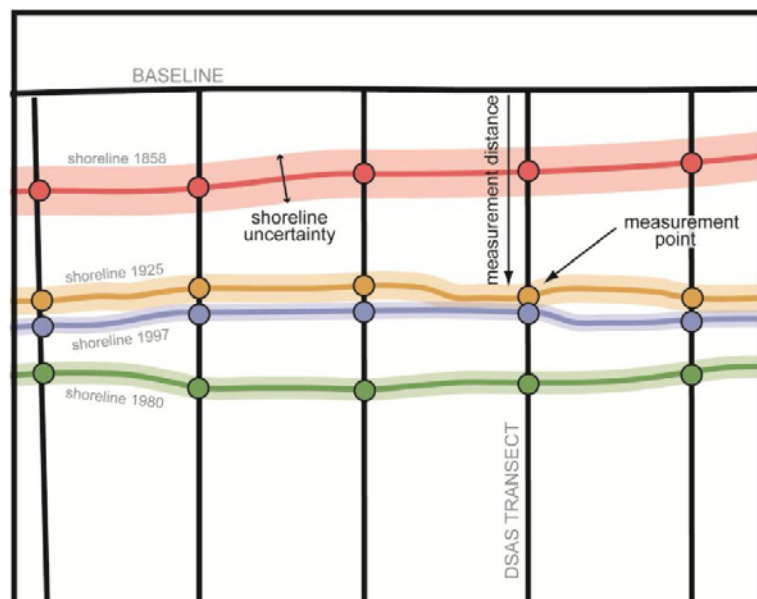 BASELINE
shoreline 1858
measurement distance
shoreline
uncertainty
measurement
point
shoreline 1925
shoreline 1997
shoreline 1980
DSAS TRANSECT